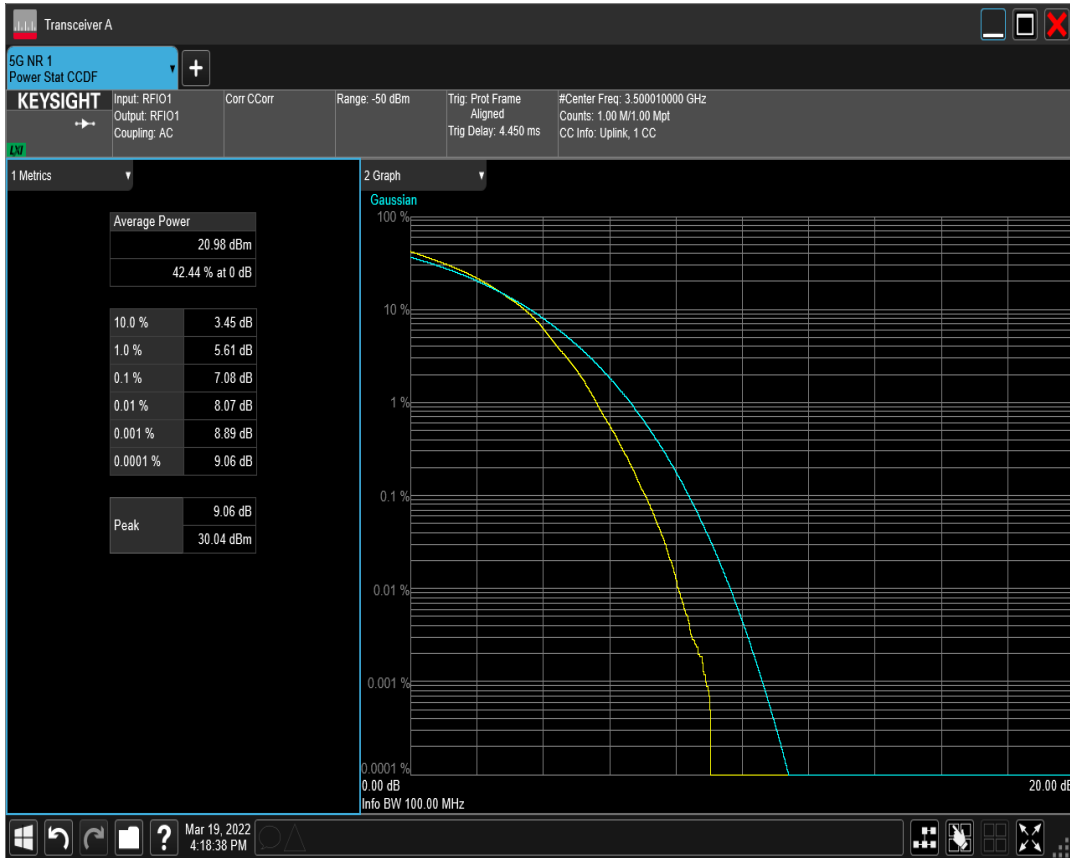 Transceiver A
5G NR 1
Power Stat CCDF
KEYSIGHT
LXI
Input: RFIO1
Output: RFIO1
Coupling: AC
Corr CCorr
Range: -50 dBm
Trig: Prot Frame
Aligned
Trig Delay: 4.450 ms
#Center Freq: 3.500010000 GHz
Counts: 1.00 M/1.00 Mpt
CC Info: Uplink, 1 CC
1 Metrics
Average Power
20.98 dBm
42.44 % at 0 dB
10.0 % 3.45 dB
1.0 % 5.61 dB
0.1 % 7.08 dB
0.01 % 8.07 dB
0.001 % 8.89 dB
0.0001 % 9.06 dB
Peak
9.06 dB
30.04 dBm
2 Graph
Gaussian
100 %
10 %
1 %
0.1 %
0.01 %
0.001 %
0.0001 %
0.00 dB
20.00 dB
Info BW 100.00 MHz
?
Mar 19, 2022
4:18:38 PM